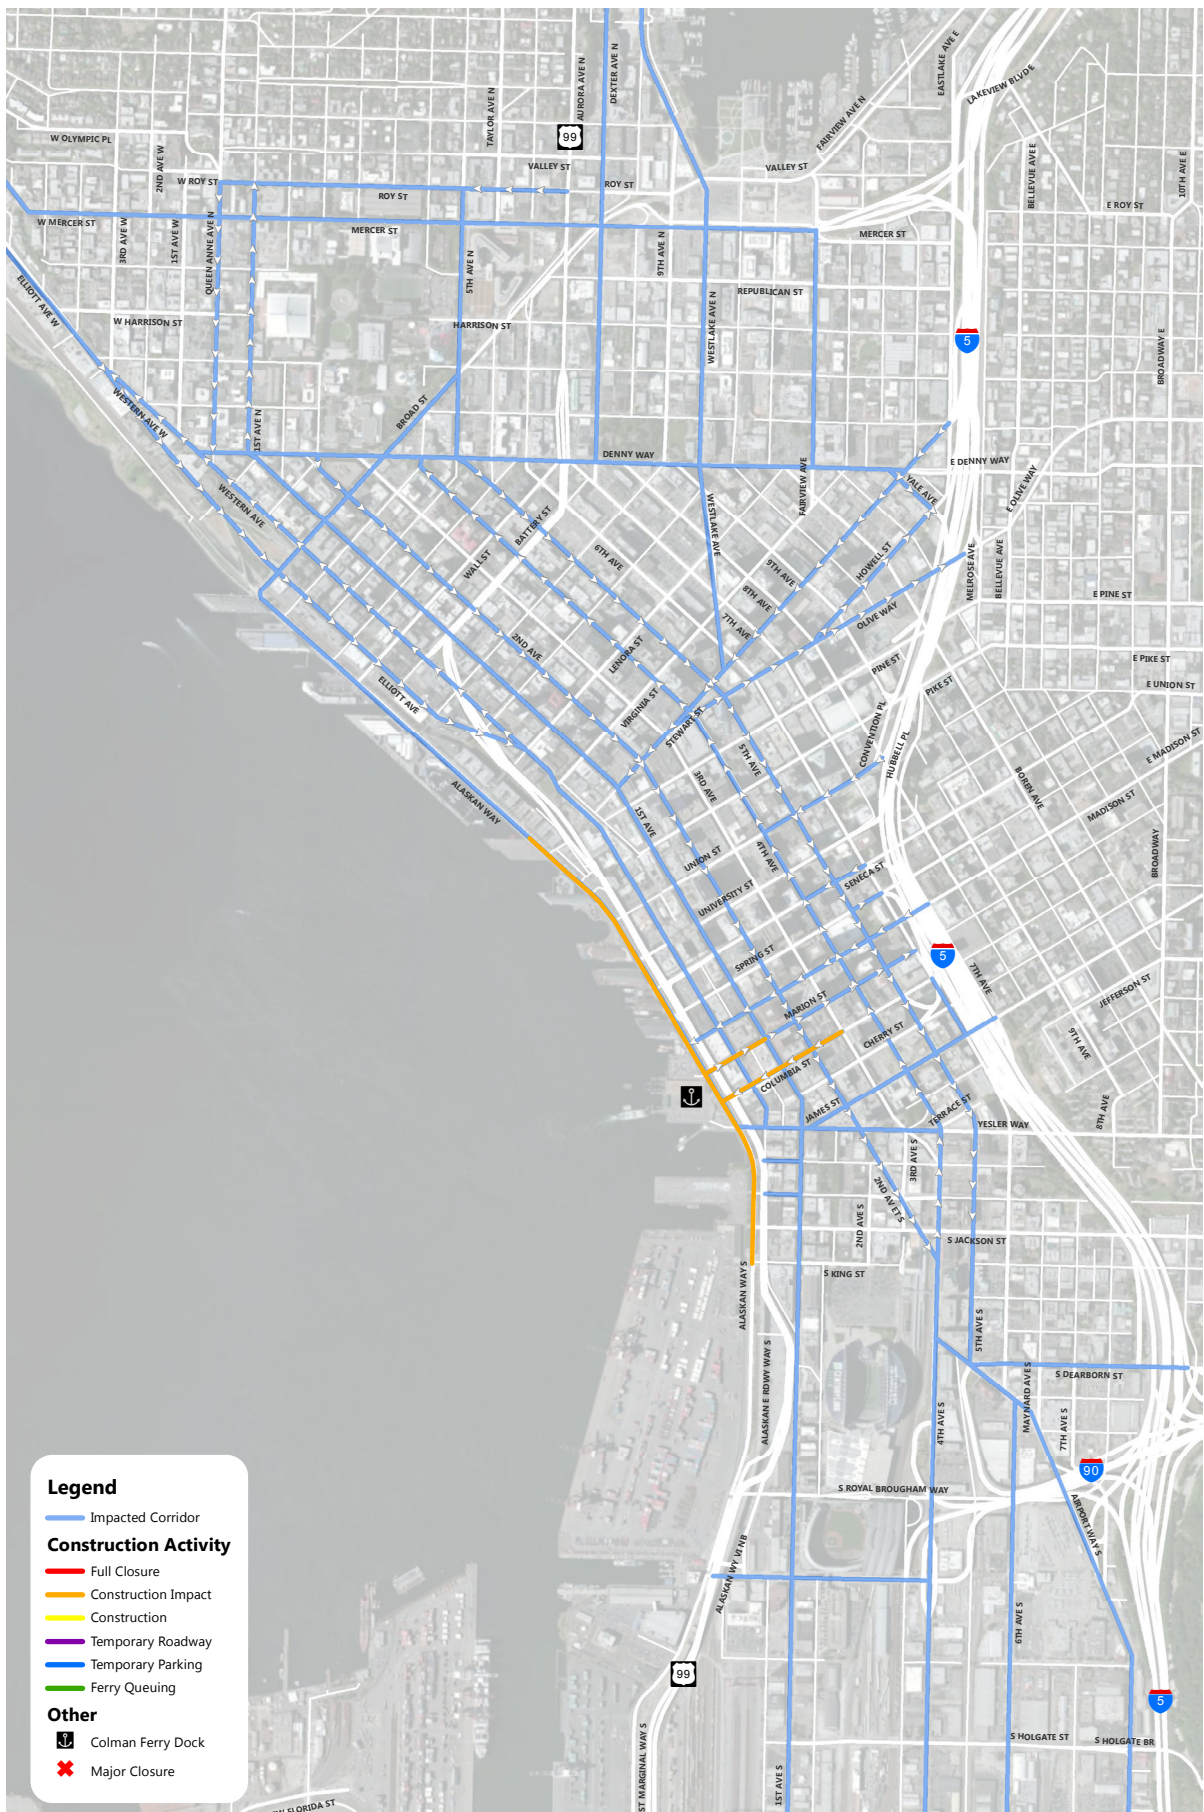 EASTLAKE AVE E
LAKEVIEW BLVD E
DEXTER AVE N
AURORA AVE N
TAYLOR AVE N
99
FAIRVIEW AVE N
W OLYMPIC PL
2ND AVE W
VALLEY ST
VALLEY ST
BELLEVUE AVE E
10TH AVE E
W ROY ST
ROY ST
ROY ST
E ROY ST
W MERCER ST
3RD AVE W
1ST AVE W
QUEEN ANNE AVE N
MERCER ST
5TH AVE N
9TH AVE N
MERCER ST
ELLIOTT AVE W
REPUBLICAN ST
WESTLAKE AVE N
W HARRISON ST
HARRISON ST
5
BROADWAY E
WESTERN AVE W
1ST AVE N
BROAD ST
DENNY WAY
E DENNY WAY
FAIRVIEW AVE
YALE AVE
E OLIVE WAY
WESTERN AVE
BATTERY ST
WESTLAKE AVE
WALL ST
6TH AVE
9TH AVE
HOWELL ST
8TH AVE
MELROSE AVE
BELLEVUE AVE
E PINE ST
7TH AVE
OLIVE WAY
2ND AVE
LENORA ST
PINE ST
E PIKE ST
ELLIOTT AVE
VIRGINIA ST
PIKE ST
E UNION ST
STEWART ST
CONVENTION PL
HUBBELL PL
E MADISON ST
5TH AVE
3RD AVE
BOREN AVE
ALASKAN WAY
1ST AVE
MADISON ST
UNION ST
4TH AVE
BROADWAY
SENECA ST
UNIVERSITY ST
SPRING ST
5
7TH AVE
MARION ST
JEFFERSON ST
CHERRY ST
9TH AVE
COLUMBIA ST
JAMES ST
TERRACE ST
8TH AVE
YESLER WAY
3RD AVE S
2ND AV ET S
2ND AVE S
S JACKSON ST
S KING ST
ALASKAN WAY S
5TH AVE S
ALASKAN E RDWY WAY S
MAYNARD AVE S
S DEARBORN ST
4TH AVE S
7TH AVE S
90
S ROYAL BROUGHAM WAY
AIRPORT WAY S
ALASKAN WY VI NB
6TH AVE S
99
5
ST MARGINAL WAY S
1ST AVE S
S HOLGATE ST
S HOLGATE BR
FLORIDA ST
Legend
Impacted Corridor
Construction Activity
Full Closure
Construction Impact
Construction
Temporary Roadway
Temporary Parking
Ferry Queuing
Other
Colman Ferry Dock
Major Closure